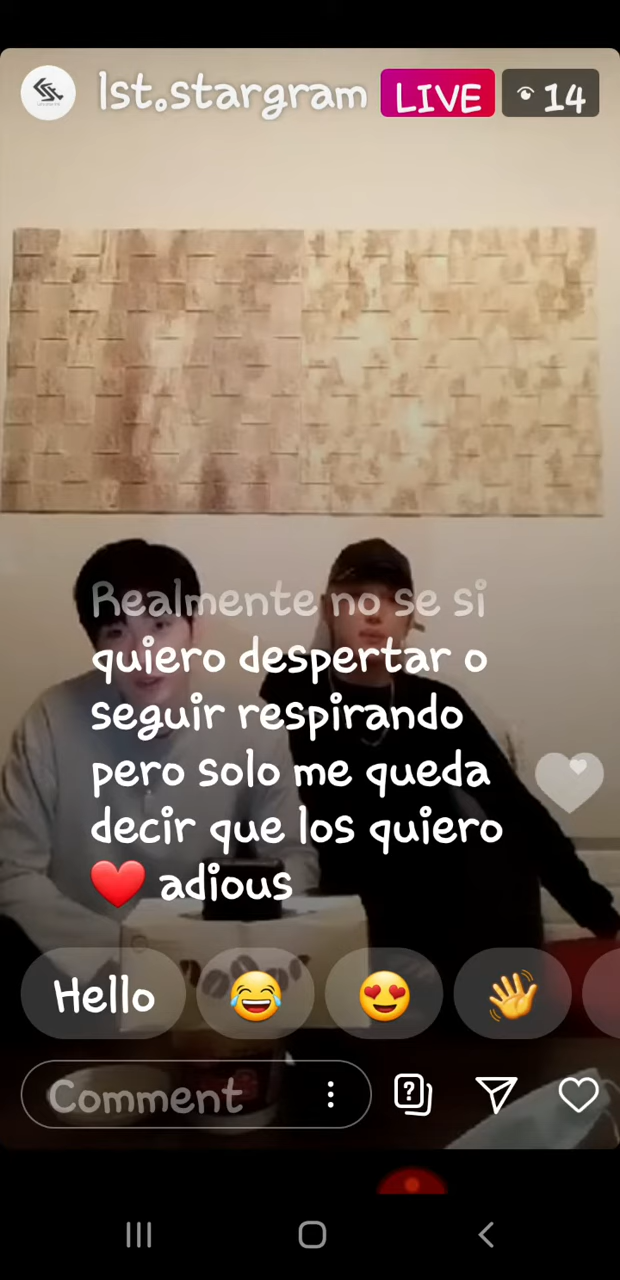 lst.stargram LIVE 14
Realmente no se si
quiero despertar o
seguir respirando
pero solo me queda
decir que los quiero
❤️ adious
Hello 😂 😍 👋
Comment